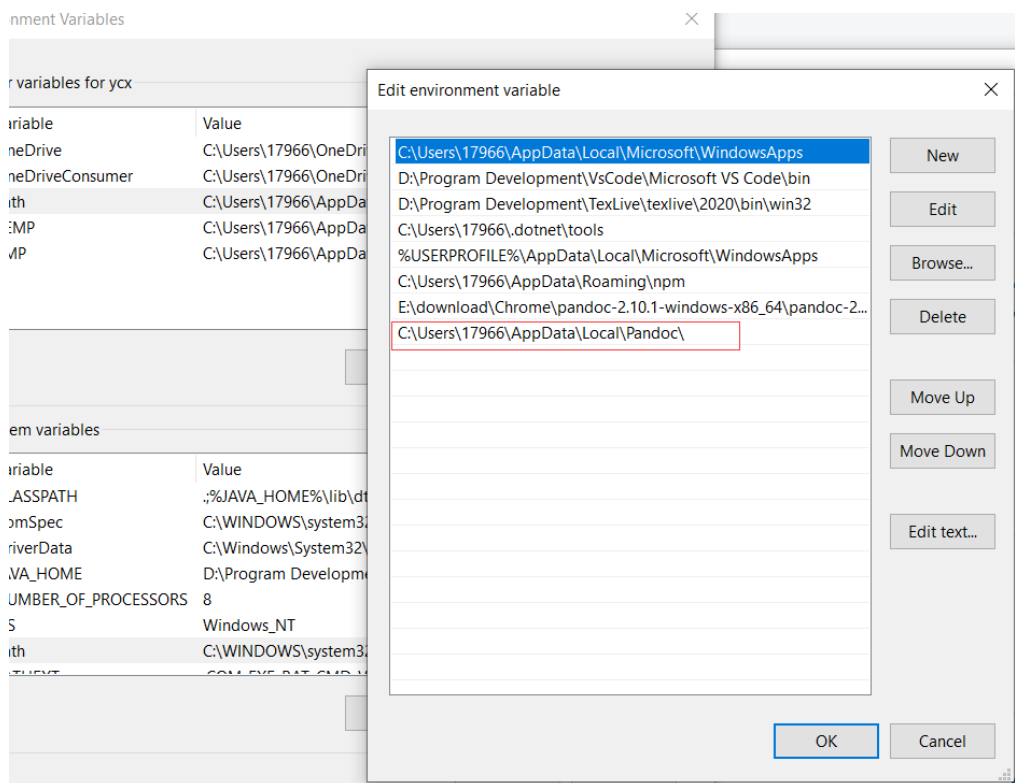 nment Variables
r variables for ycx
ariable Value
neDrive C:\Users\17966\OneDri
neDriveConsumer C:\Users\17966\OneDri
ath C:\Users\17966\AppDa
EMP C:\Users\17966\AppDa
MP C:\Users\17966\AppDa
em variables
ariable Value
LASSPATH .;%JAVA_HOME%\lib\dt
omSpec C:\WINDOWS\system32
riverData C:\Windows\System32\
AVA_HOME D:\Program Developme
UMBER_OF_PROCESSORS 8
S Windows_NT
ath C:\WINDOWS\system32
Edit environment variable
C:\Users\17966\AppData\Local\Microsoft\WindowsApps
D:\Program Development\VsCode\Microsoft VS Code\bin
D:\Program Development\TexLive\texlive\2020\bin\win32
C:\Users\17966\.dotnet\tools
%USERPROFILE%\AppData\Local\Microsoft\WindowsApps
C:\Users\17966\AppData\Roaming\npm
E:\download\Chrome\pandoc-2.10.1-windows-x86_64\pandoc-2...
C:\Users\17966\AppData\Local\Pandoc\
New
Edit
Browse...
Delete
Move Up
Move Down
Edit text...
OK
Cancel